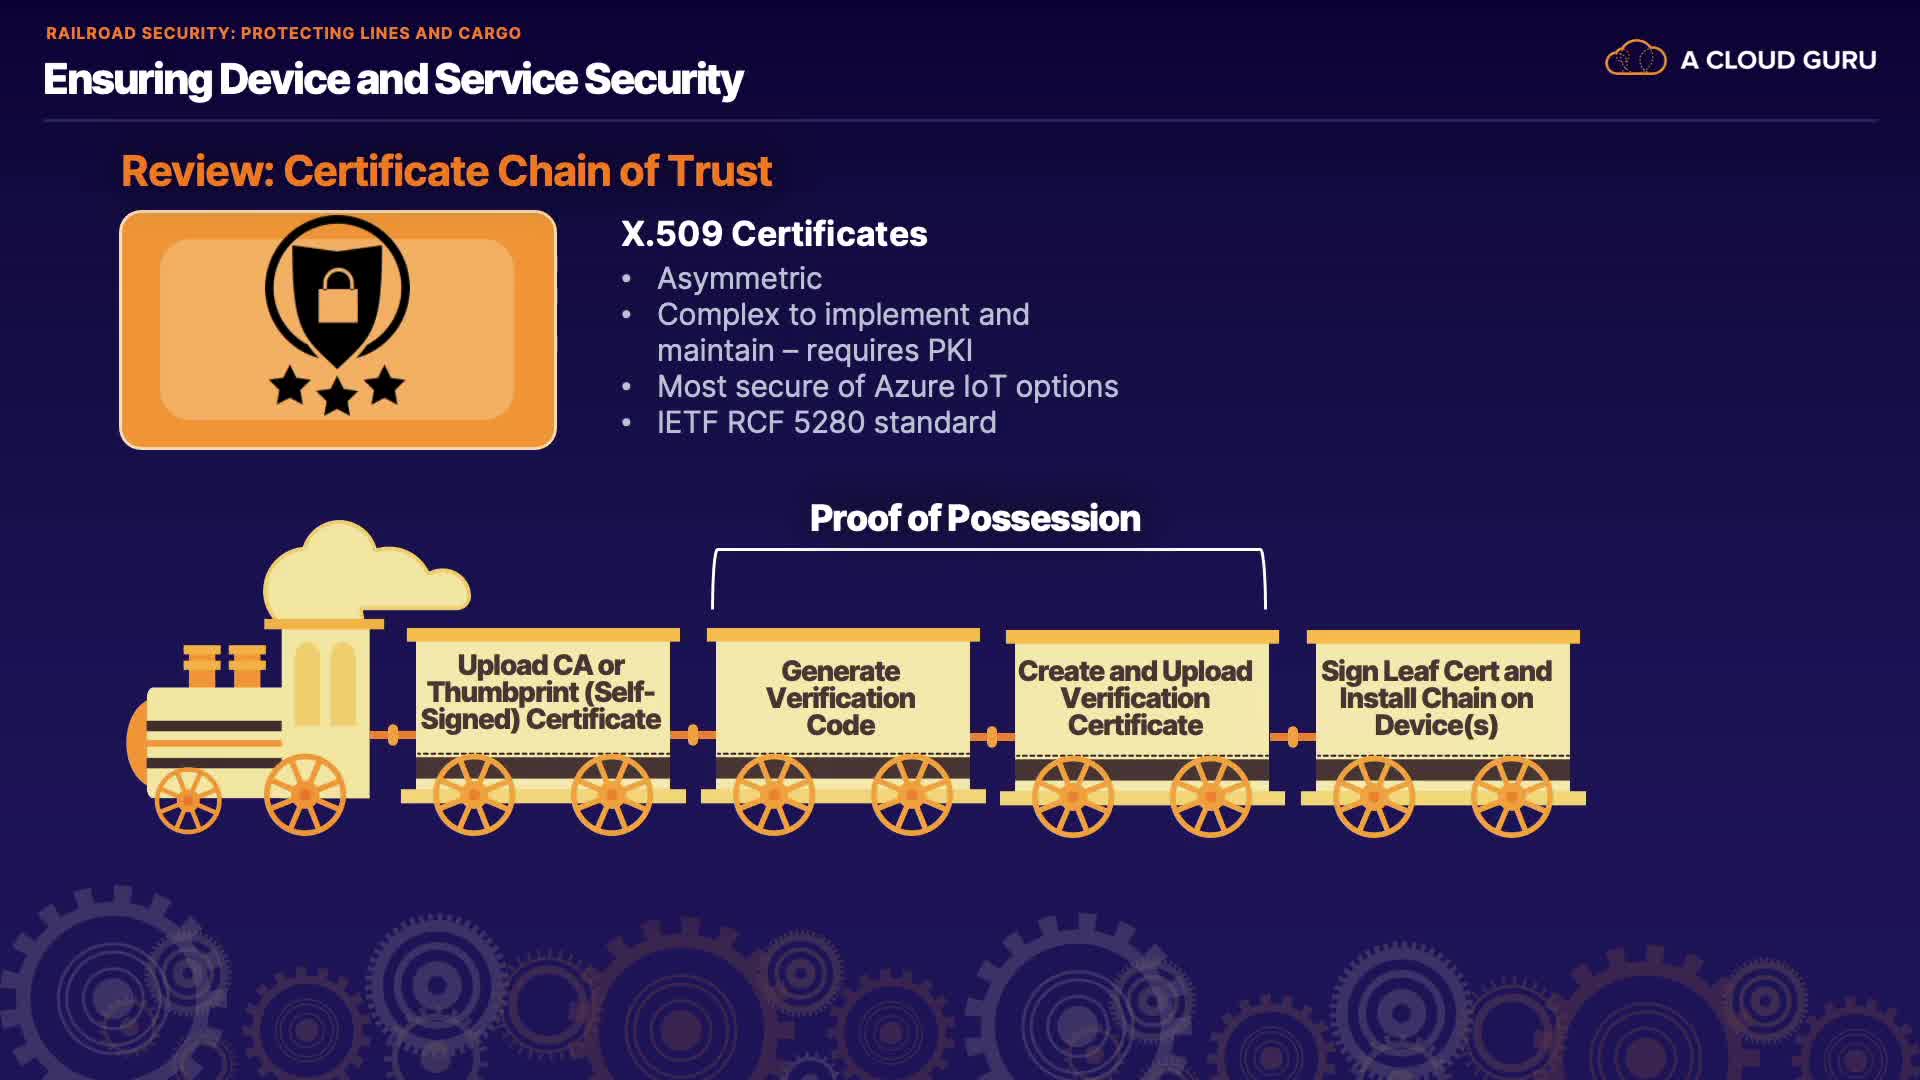 RAILROAD SECURITY: PROTECTING LINES AND CARGO
Ensuring Device and Service Security
A CLOUD GURU
Review: Certificate Chain of Trust
X.509 Certificates
• Asymmetric
• Complex to implement and
maintain – requires PKI
• Most secure of Azure IoT options
• IETF RCF 5280 standard
Proof of Possession
Upload CA or
Thumbprint (Self-
Signed) Certificate
Generate
Verification
Code
Create and Upload
Verification
Certificate
Sign Leaf Cert and
Install Chain on
Device(s)